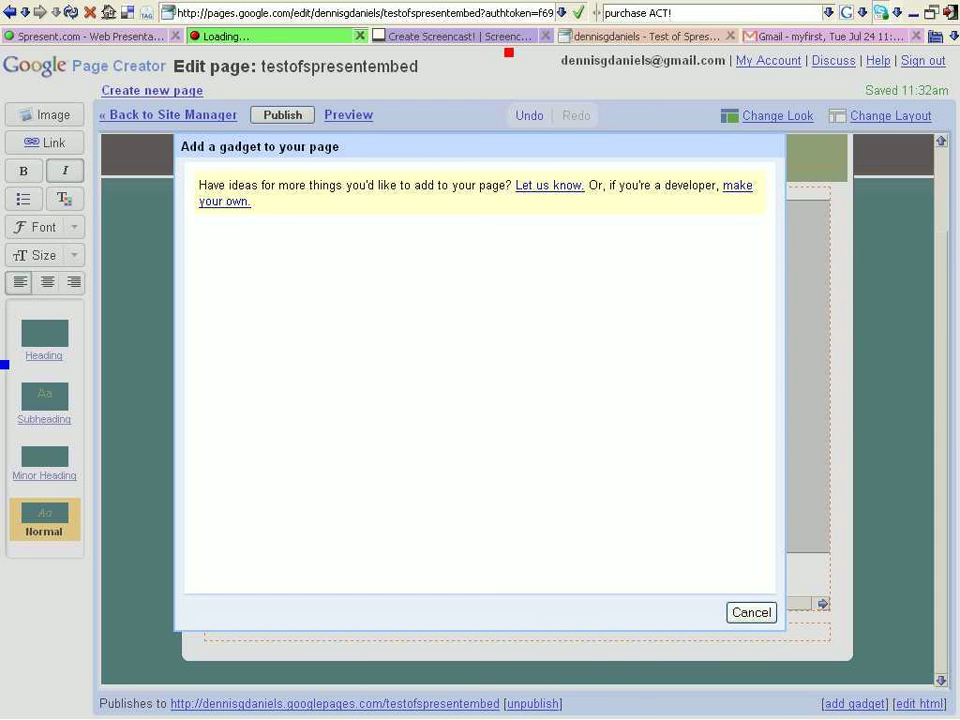 http://pages.google.com/edit/dennisgdaniels/testofspresentembed?authtoken=f69 purchase ACT!
Spresent.com - Web Presenta... Loading... Create Screencast! | Screenc... dennisgdaniels - Test of Spres... Gmail - myfirst, Tue Jul 24 11:...
Google Page Creator Edit page: testofspresentembed dennisgdaniels@gmail.com | My Account | Discuss | Help | Sign out
Create new page Saved 11:32am
Image « Back to Site Manager Publish Preview Undo Redo Change Look Change Layout
Link Add a gadget to your page
B I Have ideas for more things you'd like to add to your page? Let us know. Or, if you're a developer, make
your own.
Font
Size
Heading
Aa
Subheading
Minor Heading
Aa
Normal
Cancel
Publishes to http://dennisgdaniels.googlepages.com/testofspresentembed [unpublish] [add gadget] [edit html]